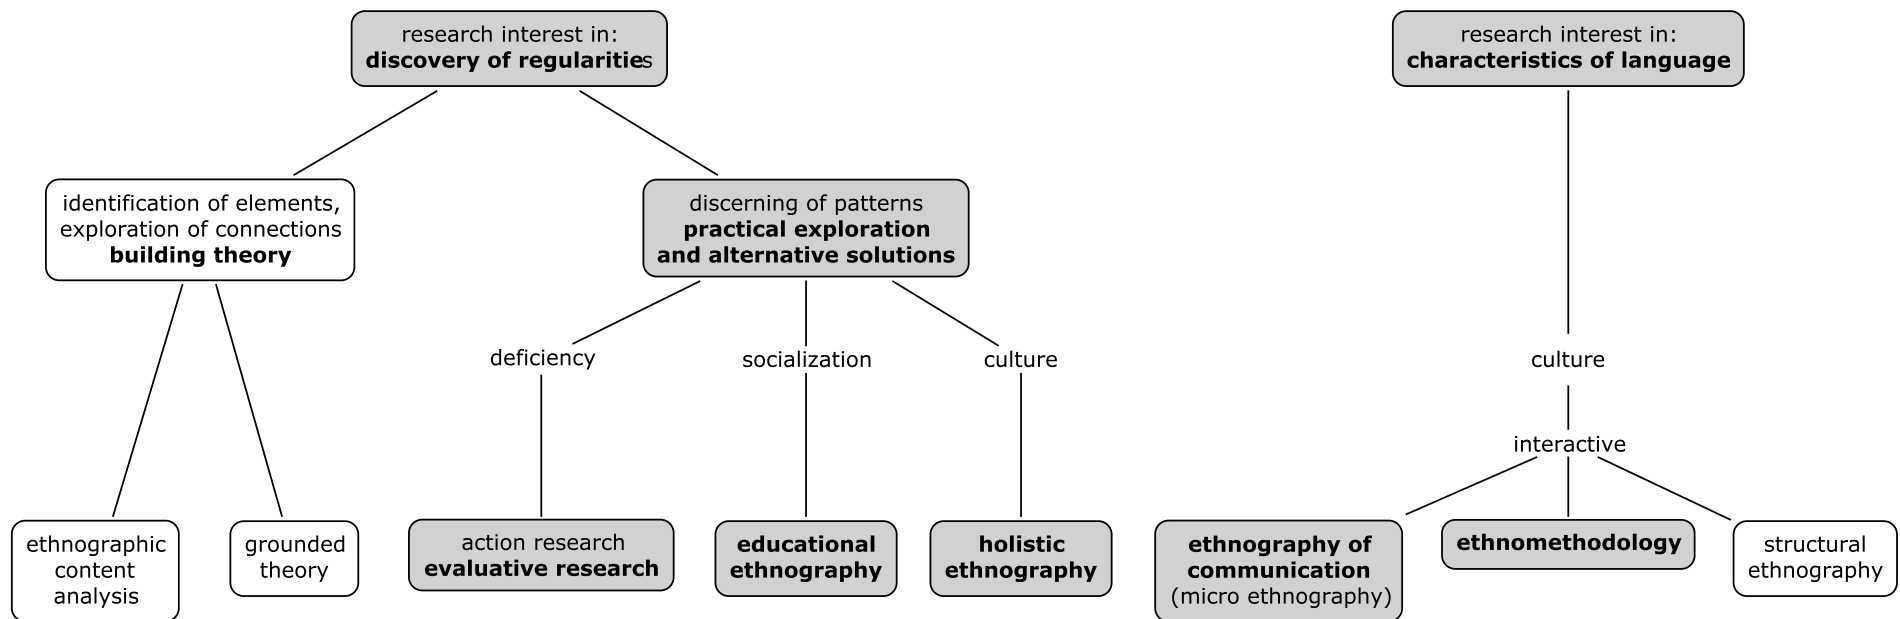 research interest in:
discovery of regularities
research interest in:
characteristics of language
identification of elements,
exploration of connections
building theory
discerning of patterns
practical exploration
and alternative solutions
deficiency
socialization
culture
culture
interactive
ethnographic
content
analysis
grounded
theory
action research
evaluative research
educational
ethnography
holistic
ethnography
ethnography of
communication
(micro ethnography)
ethnomethodology
structural
ethnography